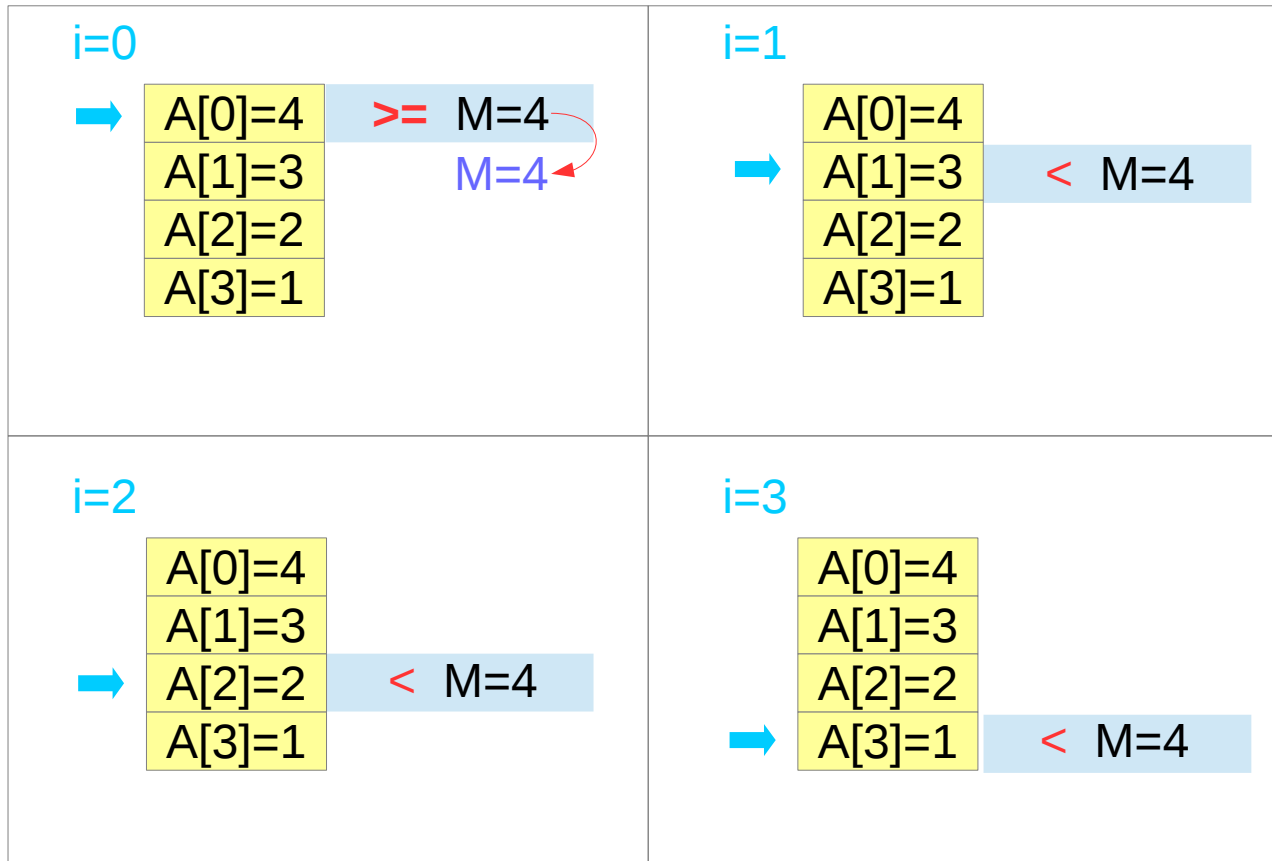 i=0
A[0]=4 >= M=4
A[1]=3 M=4
A[2]=2
A[3]=1
i=1
A[0]=4
A[1]=3 < M=4
A[2]=2
A[3]=1
i=2
A[0]=4
A[1]=3
A[2]=2 < M=4
A[3]=1
i=3
A[0]=4
A[1]=3
A[2]=2
A[3]=1 < M=4